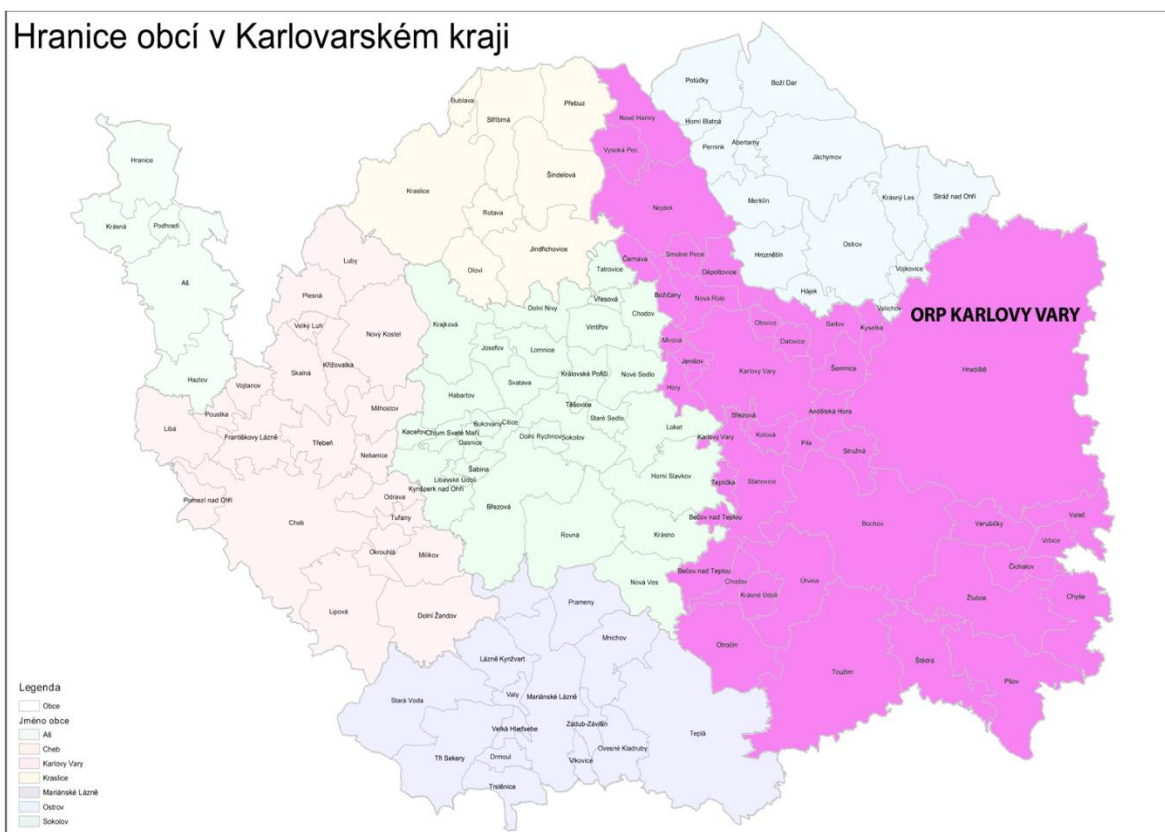 Hranice obcí v Karlovarském kraji
Potůčky
Boží Dar
Bublava
Stříbrná
Přebuz
Nové Hamry
Horní Blatná
Pernink
Abertamy
Vysoká Pec
Hranice
Jáchymov
Šindelová
Kraslice
Krásný Les
Stráž nad Ohří
Merklín
Nejdek
Rotava
Krásná
Podhradí
Ostrov
Jindřichovice
Hroznětín
Luby
Oloví
Černava
Smolné Pece
Tatrovice
Děpoltovice
Vojkovice
Aš
Hájek
Plesná
Vřesová
Božičany
Nová Role
Dolní Nivy
Velichov
Chodov
ORP KARLOVY VARY
Velký Luh
Nový Kostel
Krajková
Vintířov
Otovice
Sadov
Kyselka
Mírová
Dalovice
Josefov
Lomnice
Jenišov
Šemnice
Křižovatka
Skalná
Královské Poříčí
Nové Sedlo
Karlovy Vary
Hradiště
Hazlov
Vojtanov
Svatava
Hory
Habartov
Milhostov
Těšovice
Poustka
Staré Sedlo
Andělská Hora
Březová
Libá
Bukovany
Citice
Lokat
Kaceřov
Chlum Svaté Maří
Františkovy Lázně
Třebeň
Dolní Rychnov
Sokolov
Karlovy Vary
Kolová
Dasnice
Pila
Stružná
Nebanice
Šabina
Horní Slavkov
Libavské Údolí
Teplička
Stanovice
Kynšperk nad Ohří
Odrava
Pomezí nad Ohří
Březová
Tuřany
Bečov nad Teplou
Valeč
Cheb
Bochov
Verušičky
Rovná
Krásno
Vrbice
Okrouhlá
Milíkov
Čichalov
Bečov nad Teplou
Útvina
Nová Ves
Chodov
Krásné Údolí
Žlutice
Chyše
Prameny
Lipová
Dolní Žandov
Mnichov
Otročín
Lázně Kynžvart
Štědrá
Toužim
Pšov
Legenda
Obce
Jméno obce
Aš
Cheb
Karlovy Vary
Kraslice
Mariánské Lázně
Ostrov
Sokolov
Stará Voda
Valy
Mariánské Lázně
Zádub-Závišín
Velká Hleďsebe
Teplá
Ovesné Kladruby
Tři Sekery
Drmoul
Vlkovice
Trstěnice